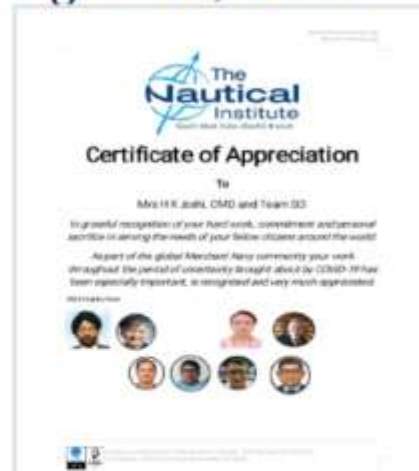 The
Nautical
Institute
Certificate of Appreciation
To
Mrs H K Joshi, CMD and Team SCI
In grateful recognition of your hard work, commitment and personal
sacrifice in serving the needs of your fellow citizens around the world
As part of the global Merchant Navy community your work
throughout the period of uncertainty brought about by COVID-19 has
been especially important, is recognised and very much appreciated